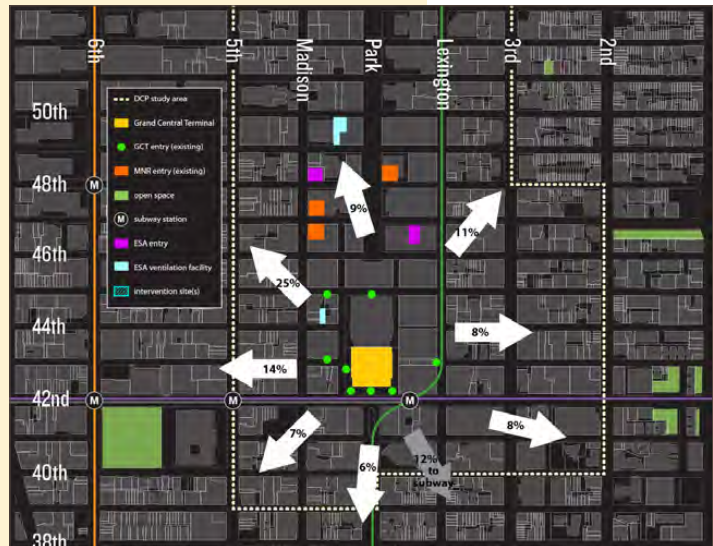 6th
5th
Madison
Park
Lexington
3rd
2nd
50th
48th
46th
44th
42nd
40th
38th
DCP study area
Grand Central Terminal
GCT entry (existing)
MNR entry (existing)
open space
M
subway station
ESA entry
ESA ventilation facility
intervention site(s)
M
9%
11%
25%
8%
14%
M
M
M
7%
8%
6%
12%
to
subway